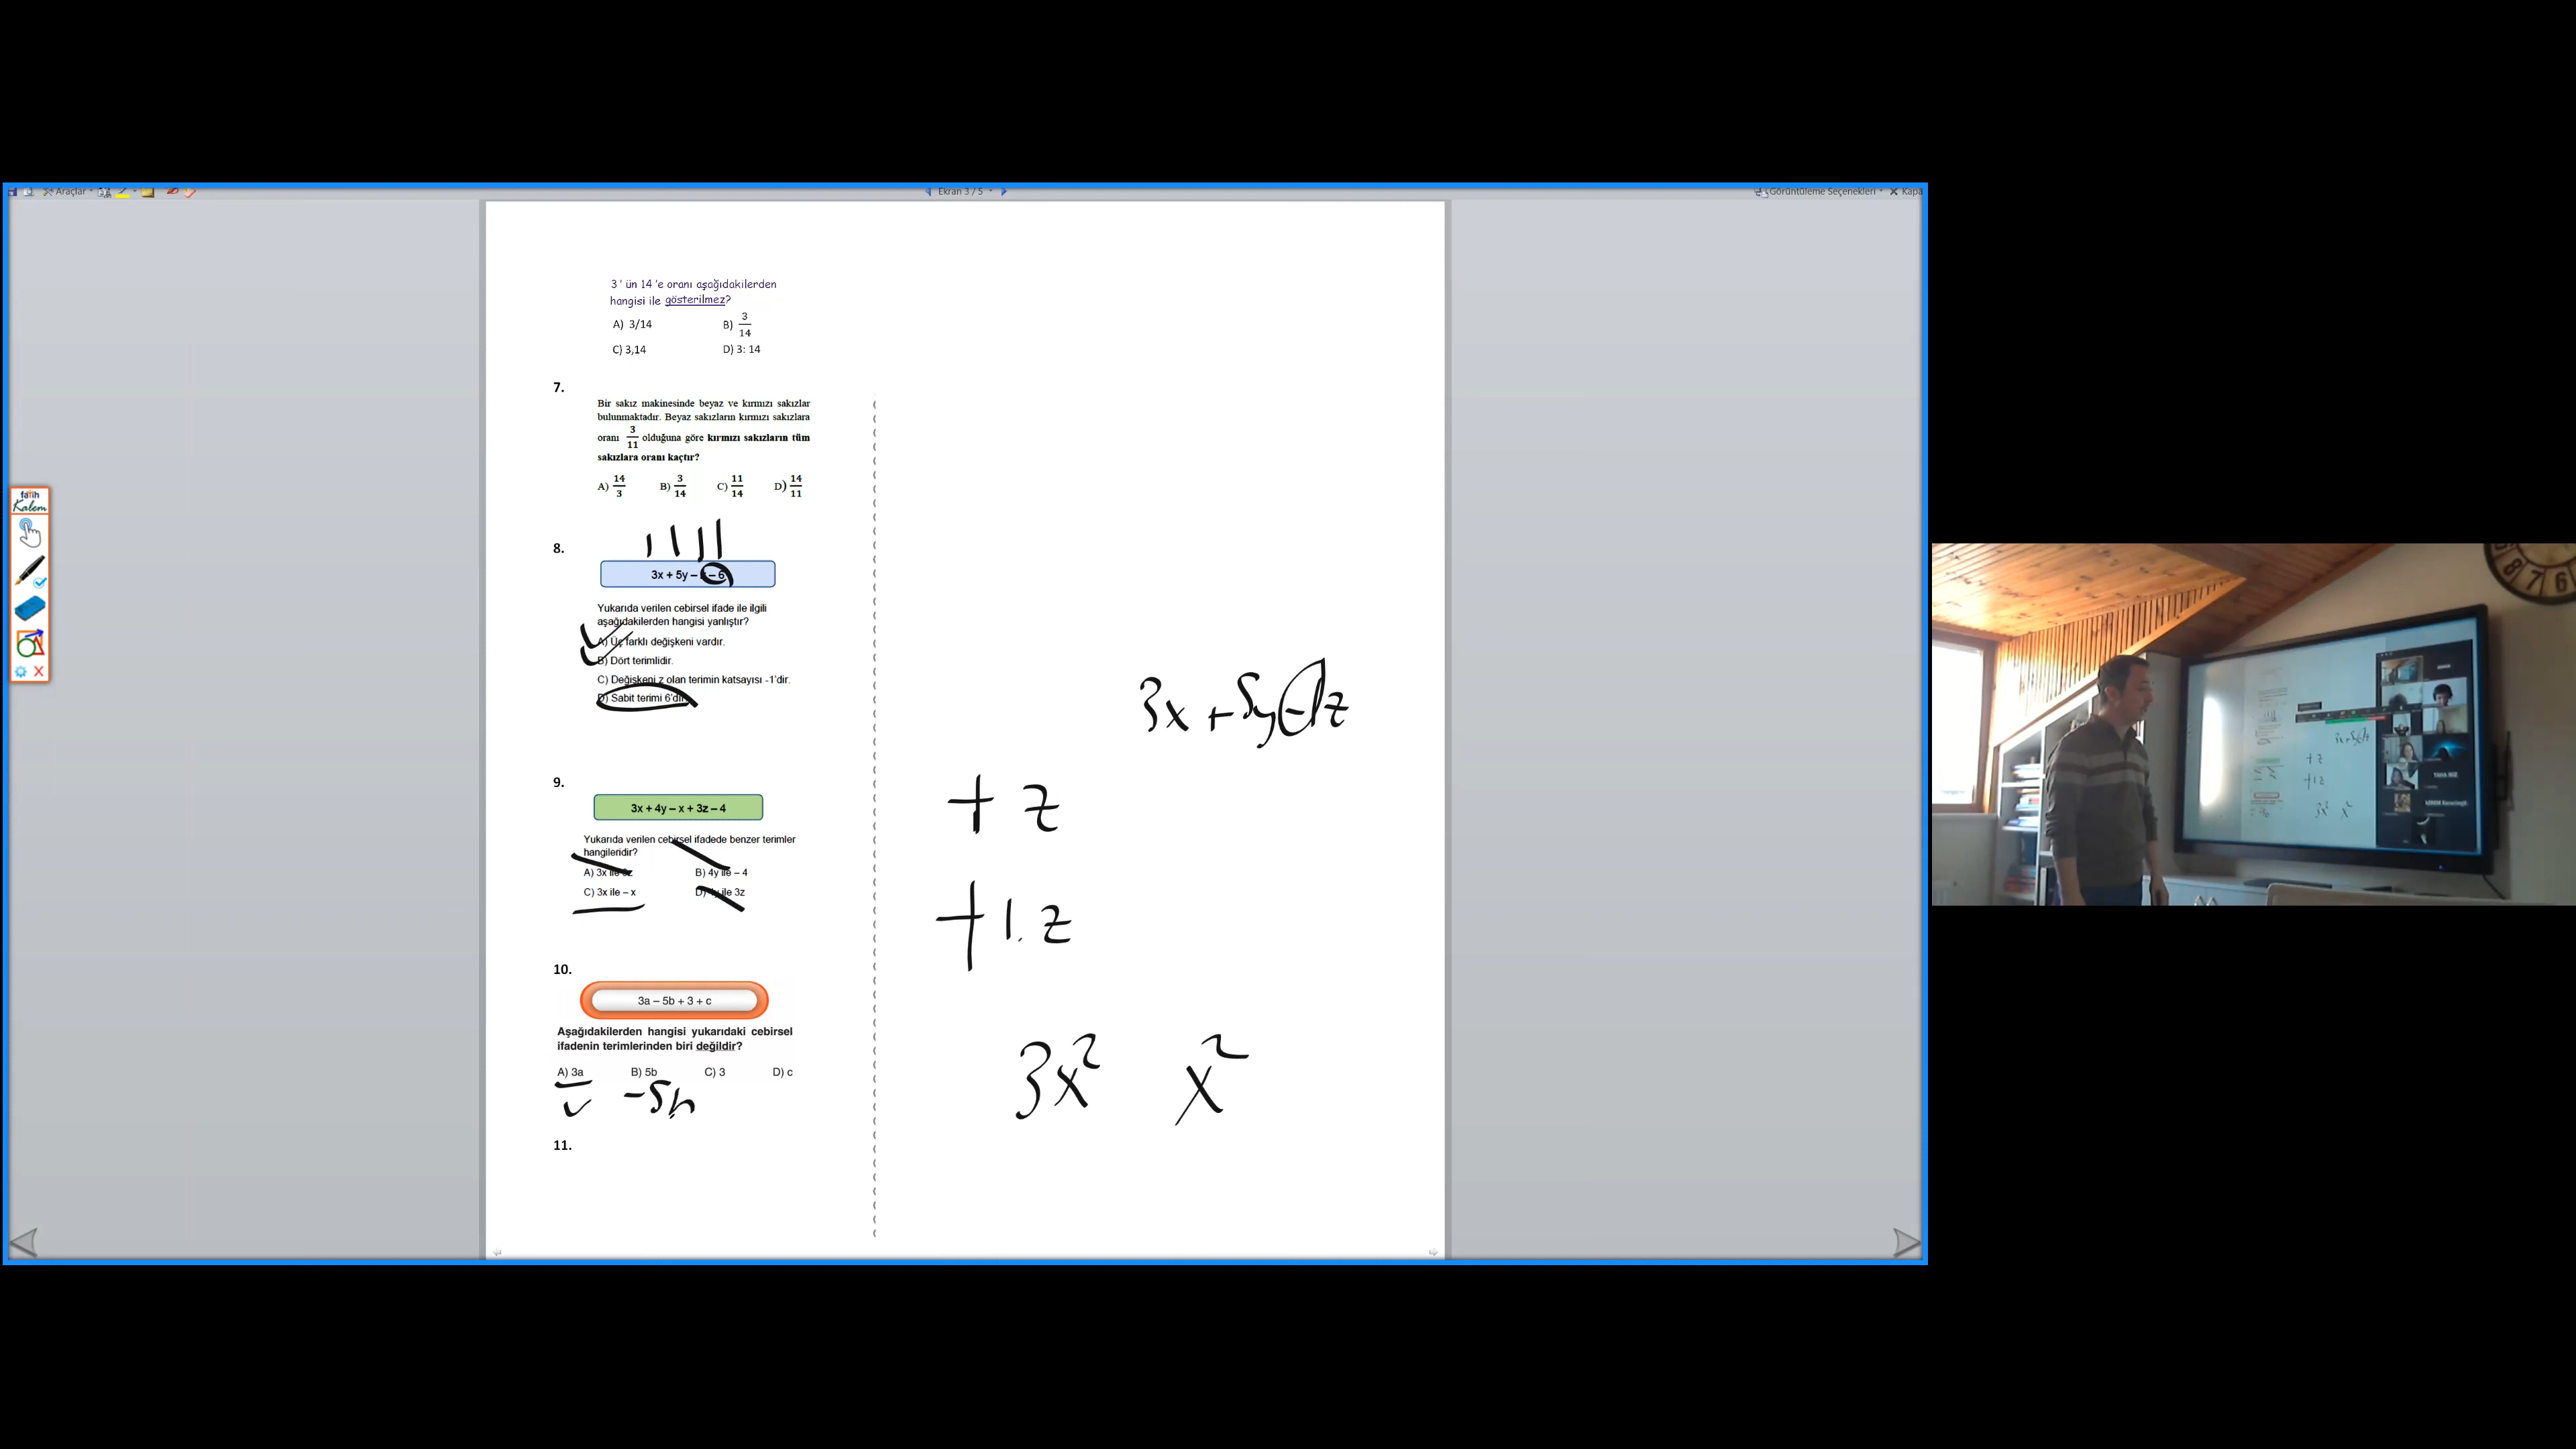 Araçlar
Ekran 3 / 5
Görüntüleme Seçenekleri
fatih
Kalem
3 ' ün 14 'e oranı aşağıdakilerden
hangisi ile gösterilmez?
A) 3/14 B) 3/14
C) 3,14 D) 3: 14
7.
Bir sakız makinesinde beyaz ve kırmızı sakızlar
bulunmaktadır. Beyaz sakızların kırmızı sakızlara
oranı 3/11 olduğuna göre kırmızı sakızların tüm
sakızlara oranı kaçtır?
A) 14/3 B) 3/14 C) 11/14 D) 14/11
8.
3x + 5y – – 6
Yukarıda verilen cebirsel ifade ile ilgili
aşağıdakilerden hangisi yanlıştır?
A) Üç farklı değişkeni vardır.
B) Dört terimlidir.
C) Değişkeni z olan terimin katsayısı -1'dir.
D) Sabit terimi 6'dır
3x + 5y - 1z
+ z
+ 1. z
3x² x²
9.
3x + 4y – x + 3z – 4
Yukarıda verilen cebirsel ifadede benzer terimler
hangileridir?
A) 3x ile 3z B) 4y ile – 4
C) 3x ile – x D) 4y ile 3z
10.
3a – 5b + 3 + c
Aşağıdakilerden hangisi yukarıdaki cebirsel
ifadenin terimlerinden biri değildir?
A) 3a B) 5b C) 3 D) c
-5b
11.
8 7 6